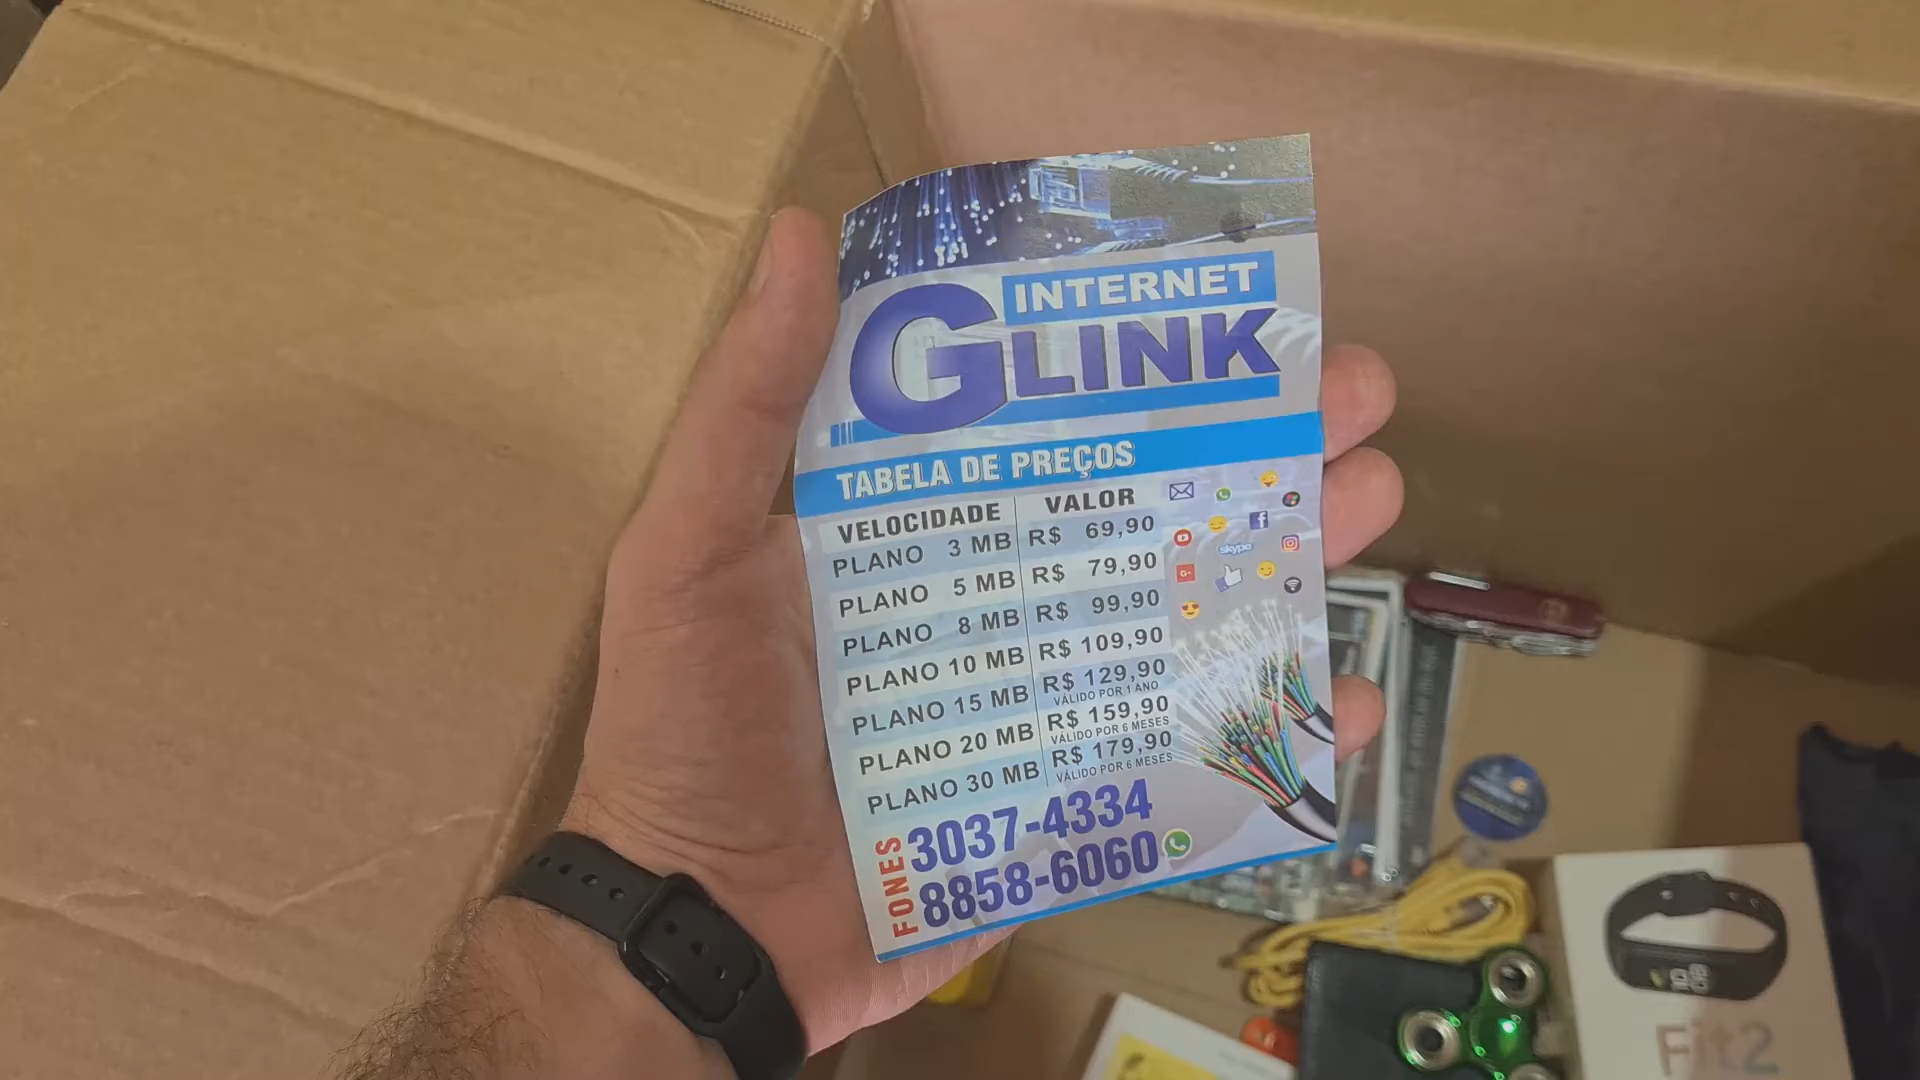 INTERNET
GLINK
TABELA DE PREÇOS
VELOCIDADE VALOR
PLANO 3 MB R$ 69,90
PLANO 5 MB R$ 79,90
PLANO 8 MB R$ 99,90
PLANO 10 MB R$ 109,90
PLANO 15 MB R$ 129,90
VÁLIDO POR 1 ANO
PLANO 20 MB R$ 159,90
VÁLIDO POR 6 MESES
PLANO 30 MB R$ 179,90
VÁLIDO POR 6 MESES
skype
G+
FONES
3037-4334
8858-6060
Fit2